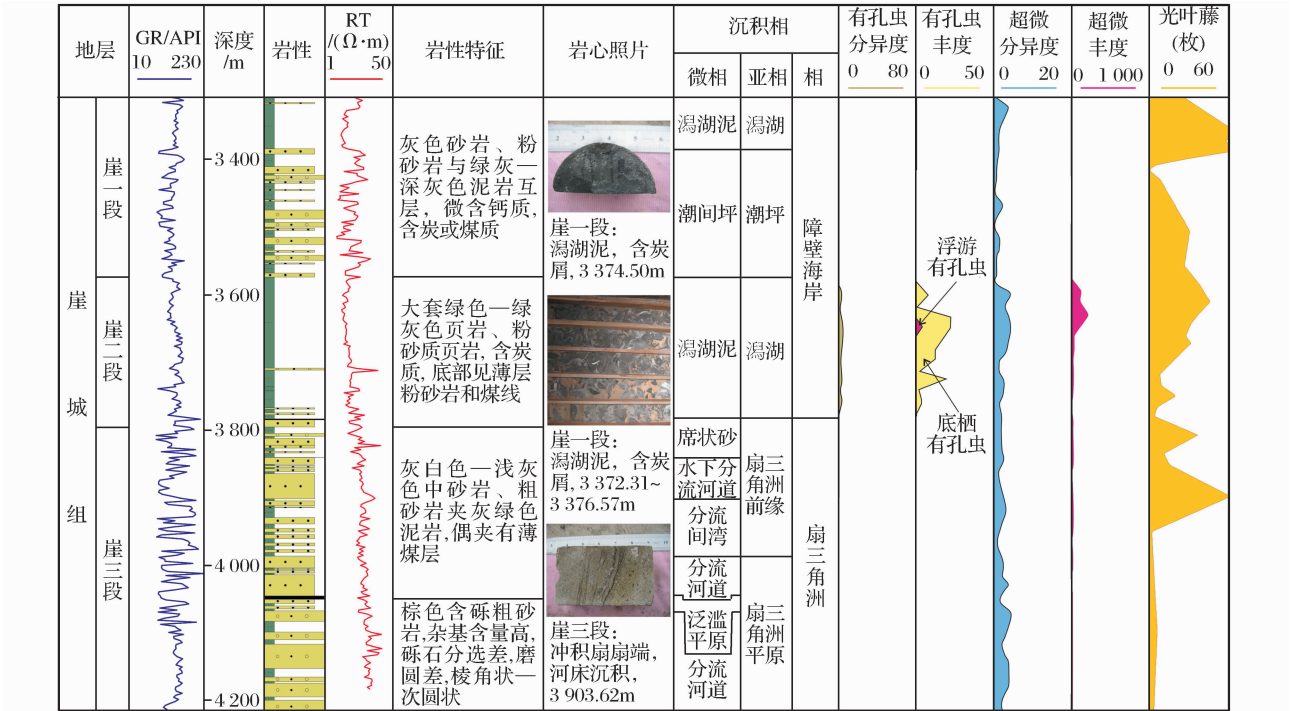 地层
GR/API
10 230
深度
/m
岩性
RT
/(Ω·m)
1 50
岩性特征
岩心照片
沉积相
微相
亚相
相
有孔虫
分异度
0 80
有孔虫
丰度
0 50
超微
分异度
0 20
超微
丰度
0 1 000
光叶藤
(枚)
0 60
崖
城
组
崖
一
段
崖
二
段
崖
三
段
3 400
3 600
3 800
4 000
4 200
灰色砂岩、粉
砂岩与绿灰—
深灰色泥岩互
层，微含钙质，
含炭或煤质
大套绿色—绿
灰色页岩、粉
砂质页岩，含炭
质，底部见薄层
粉砂岩和煤线
灰白色—浅灰
色中砂岩、粗
砂岩夹灰绿色
泥岩，偶夹有薄
煤层
棕色含砾粗砂
岩，杂基含量高，
砾石分选差，磨
圆差，棱角状—
次圆状
崖一段：
潟湖泥，含炭
屑，3 374.50m
崖一段：
潟湖泥，含炭
屑，3 372.31~
3 376.57m
崖三段：
冲积扇扇端，
河床沉积，
3 903.62m
潟湖泥
潮间坪
潟湖泥
席状砂
水下分
流河道
分流
间湾
分流
河道
泛滥
平原
分流
河道
潟湖
潮坪
潟湖
扇三
角洲
前缘
扇三
角洲
平原
障
壁
海
岸
扇
三
角
洲
浮游
有孔虫
底栖
有孔虫